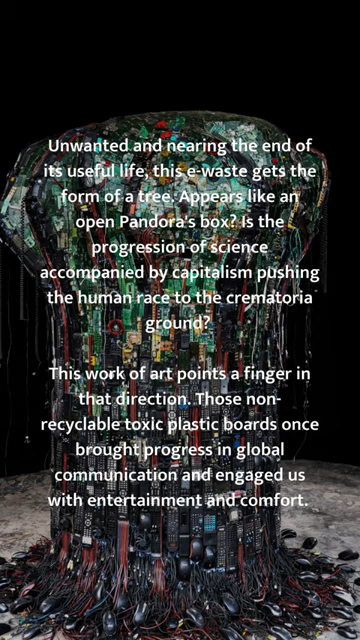 Unwanted and nearing the end of
its useful life, this e-waste gets the
form of a tree. Appears like an
open Pandora's box? Is the
progression of science
accompanied by capitalism pushing
the human race to the crematoria
ground?
This work of art points a finger in
that direction. Those non-
recyclable toxic plastic boards once
brought progress in global
communication and engaged us
with entertainment and comfort.